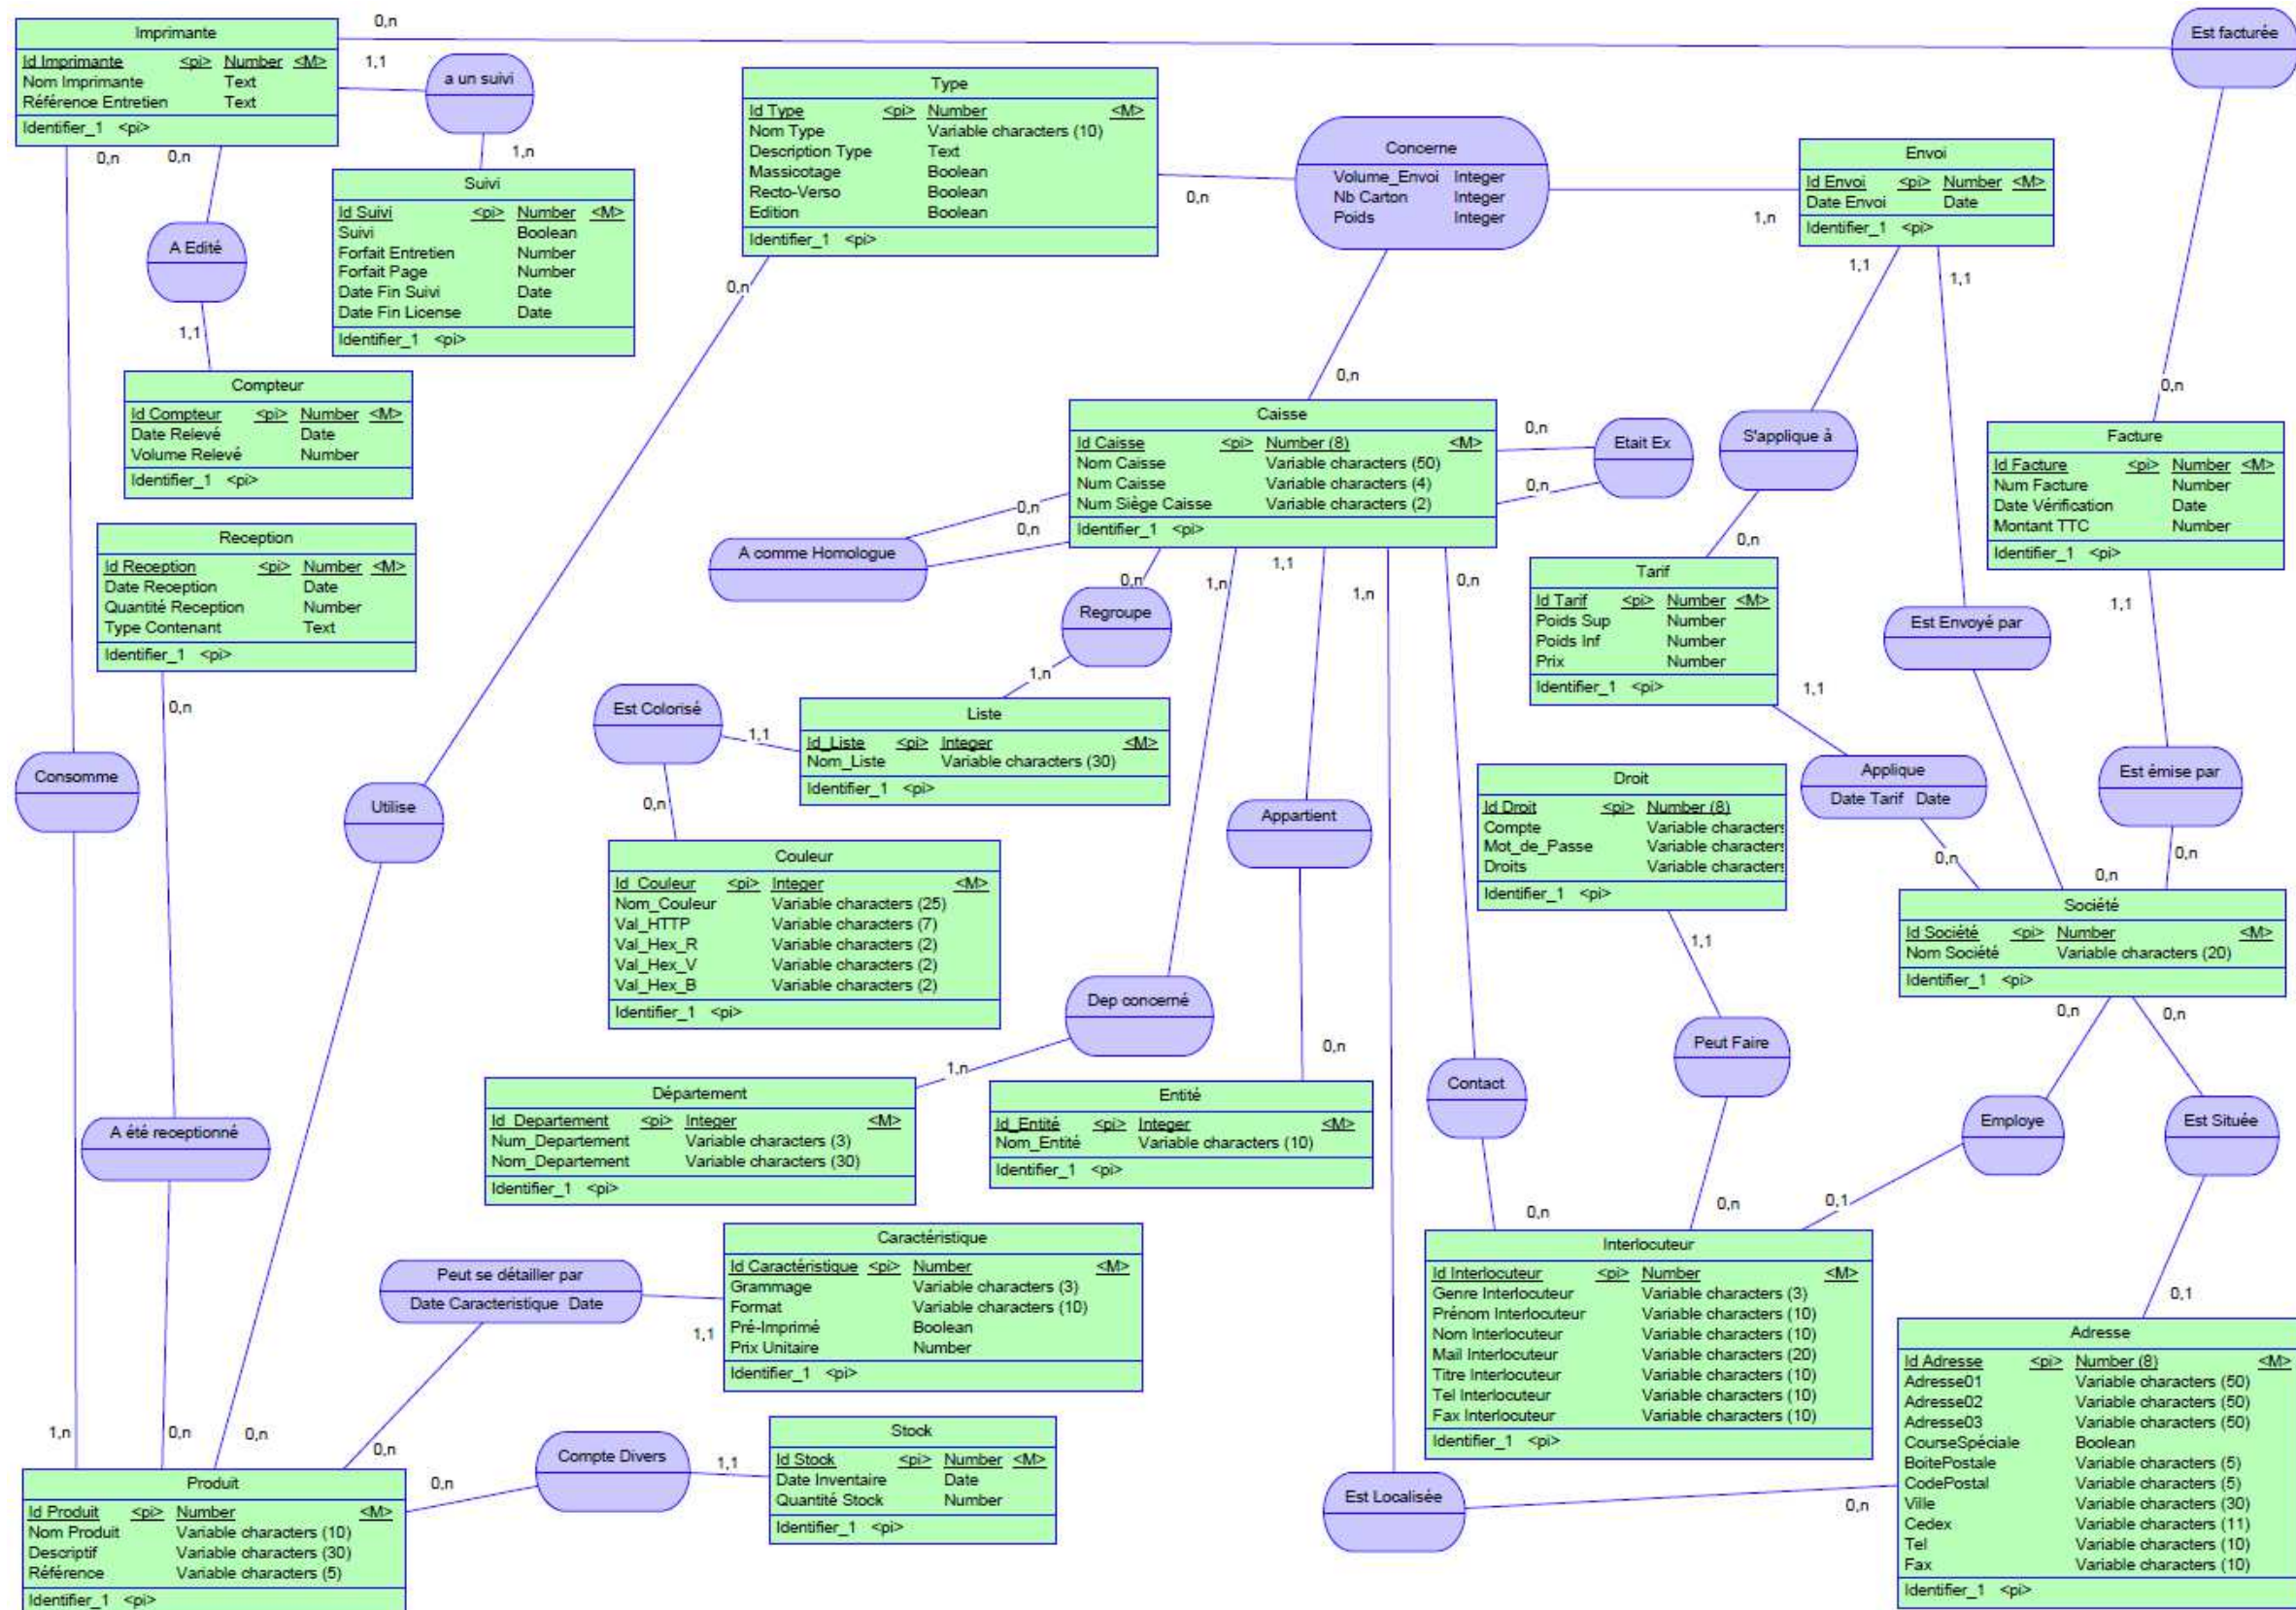 0,n
Est facturée
Imprimante
Id Imprimante <pi> Number <M>
Nom Imprimante Text
Référence Entretien Text
Identifier_1 <pi>
1,1
a un suivi
1,n
0,n
0,n
Suivi
Id Suivi <pi> Number <M>
Suivi Boolean
Forfait Entretien Number
Forfait Page Number
Date Fin Suivi Date
Date Fin License Date
Identifier_1 <pi>
Type
Id Type <pi> Number <M>
Nom Type Variable characters (10)
Description Type Text
Massicotage Boolean
Recto-Verso Boolean
Edition Boolean
Identifier_1 <pi>
0,n
0,n
Concerne
Volume_Envoi Integer
Nb Carton Integer
Poids Integer
1,n
0,n
Envoi
Id Envoi <pi> Number <M>
Date Envoi Date
Identifier_1 <pi>
1,1
1,1
A Edité
1,1
Compteur
Id Compteur <pi> Number <M>
Date Relevé Date
Volume Relevé Number
Identifier_1 <pi>
Caisse
Id Caisse <pi> Number (8) <M>
Nom Caisse Variable characters (50)
Num Caisse Variable characters (4)
Num Siège Caisse Variable characters (2)
Identifier_1 <pi>
0,n
Etait Ex
0,n
S'applique à
0,n
0,n
Facture
Id Facture <pi> Number <M>
Num Facture Number
Date Vérification Date
Montant TTC Number
Identifier_1 <pi>
1,1
0,n
0,n
A comme Homologue
Reception
Id Reception <pi> Number <M>
Date Reception Date
Quantité Reception Number
Type Contenant Text
Identifier_1 <pi>
0,n
0,n
1,n
1,1
1,n
0,n
Regroupe
1,n
Tarif
Id Tarif <pi> Number <M>
Poids Sup Number
Poids Inf Number
Prix Number
Identifier_1 <pi>
1,1
Est Envoyé par
Est Colorisé
1,1
0,n
Liste
Id_Liste <pi> Integer <M>
Nom_Liste Variable characters (30)
Identifier_1 <pi>
Consomme
Utilise
Appartient
Droit
Id Droit <pi> Number (8)
Compte Variable characters
Mot_de_Passe Variable characters
Droits Variable characters
Identifier_1 <pi>
1,1
Applique
Date Tarif Date
0,n
Est émise par
0,n
0,n
Couleur
Id_Couleur <pi> Integer <M>
Nom_Couleur Variable characters (25)
Val_HTTP Variable characters (7)
Val_Hex_R Variable characters (2)
Val_Hex_V Variable characters (2)
Val_Hex_B Variable characters (2)
Identifier_1 <pi>
Société
Id Société <pi> Number <M>
Nom Société Variable characters (20)
Identifier_1 <pi>
0,n
0,n
Dep concerné
1,n
0,n
Peut Faire
Contact
Département
Id_Departement <pi> Integer <M>
Num_Departement Variable characters (3)
Nom_Departement Variable characters (30)
Identifier_1 <pi>
Entité
Id_Entité <pi> Integer <M>
Nom_Entité Variable characters (10)
Identifier_1 <pi>
Employe
Est Située
A été receptionné
0,n
0,n
0,1
0,1
Peut se détailler par
Date Caracteristique Date
1,1
0,n
Caractéristique
Id Caractéristique <pi> Number <M>
Grammage Variable characters (3)
Format Variable characters (10)
Pré-Imprimé Boolean
Prix Unitaire Number
Identifier_1 <pi>
Interlocuteur
Id Interlocuteur <pi> Number <M>
Genre Interlocuteur Variable characters (3)
Prénom Interlocuteur Variable characters (10)
Nom Interlocuteur Variable characters (10)
Mail Interlocuteur Variable characters (20)
Titre Interlocuteur Variable characters (10)
Tel Interlocuteur Variable characters (10)
Fax Interlocuteur Variable characters (10)
Identifier_1 <pi>
Adresse
Id Adresse <pi> Number (8) <M>
Adresse01 Variable characters (50)
Adresse02 Variable characters (50)
Adresse03 Variable characters (50)
CourseSpéciale Boolean
BoitePostale Variable characters (5)
CodePostal Variable characters (5)
Ville Variable characters (30)
Cedex Variable characters (11)
Tel Variable characters (10)
Fax Variable characters (10)
Identifier_1 <pi>
1,n
0,n
0,n
Produit
Id Produit <pi> Number <M>
Nom Produit Variable characters (10)
Descriptif Variable characters (30)
Référence Variable characters (5)
Identifier_1 <pi>
0,n
Compte Divers
1,1
Stock
Id Stock <pi> Number <M>
Date Inventaire Date
Quantité Stock Number
Identifier_1 <pi>
Est Localisée
0,n